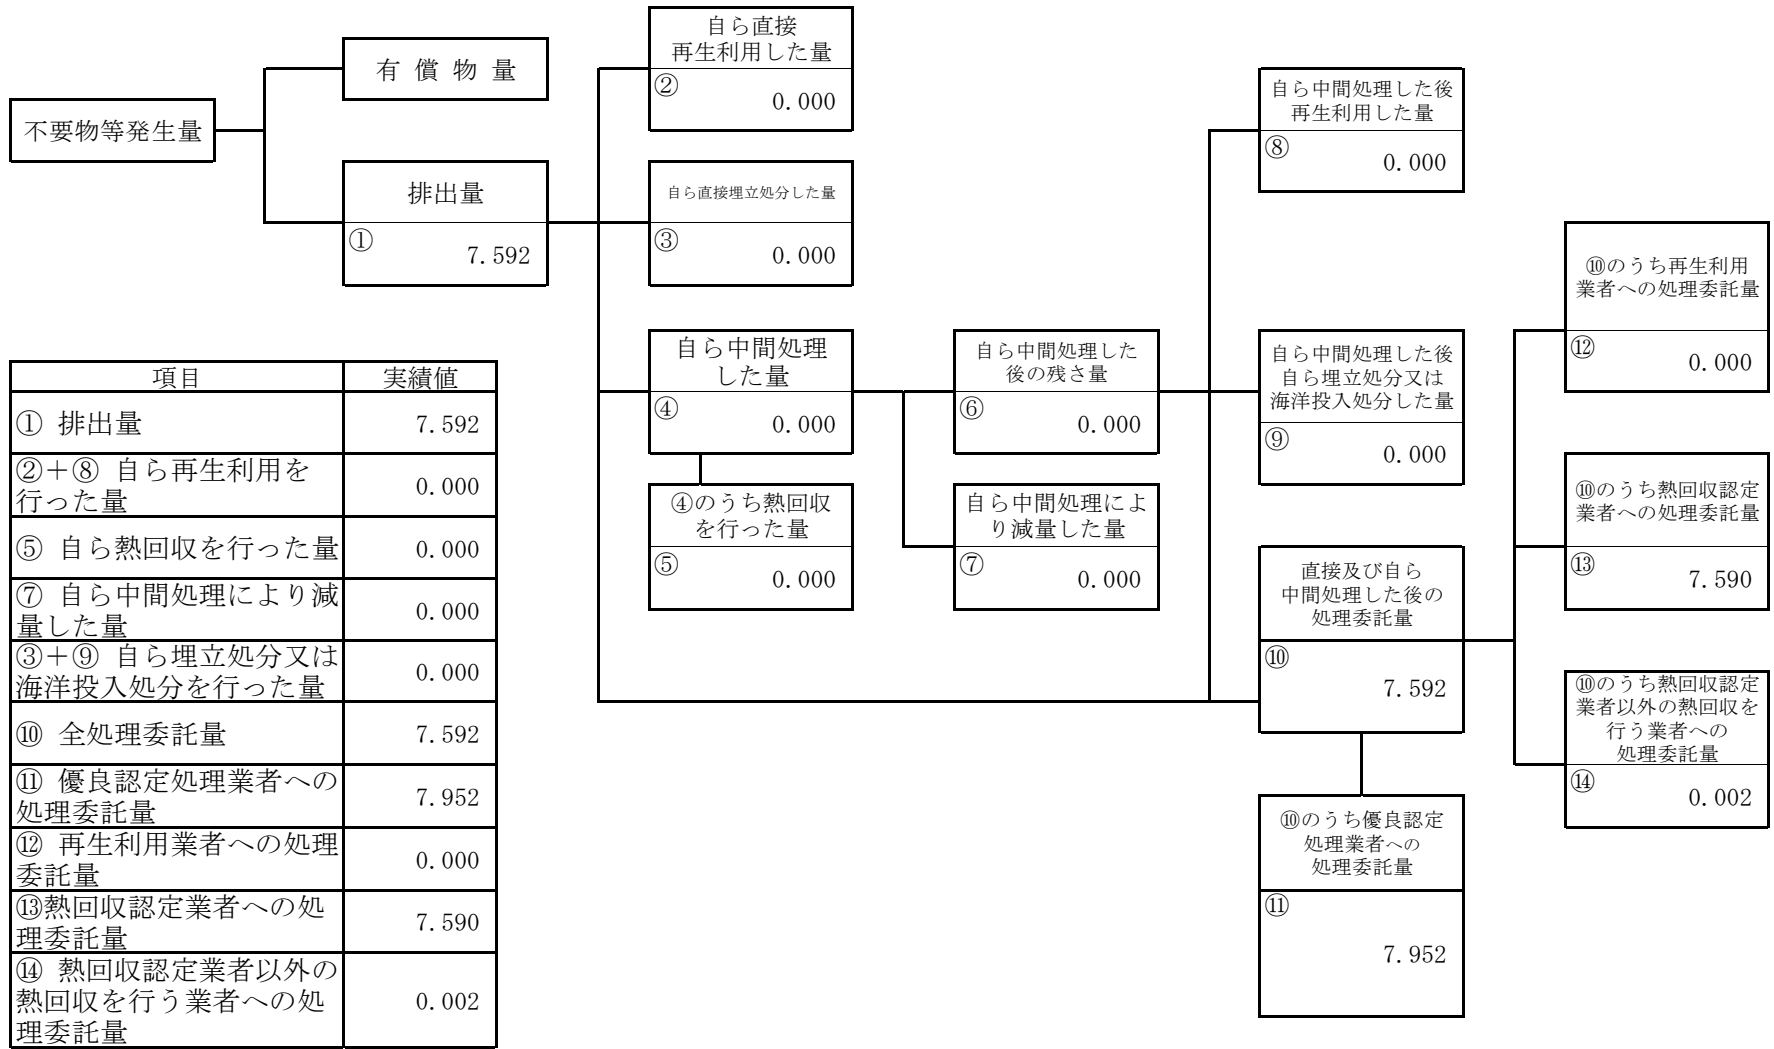 不要物等発生量
有 償 物 量
排出量
①
7.592
自ら直接
再生利用した量
②
0.000
自ら直接埋立処分した量
③
0.000
自ら中間処理
した量
④
0.000
④のうち熱回収
を行った量
⑤
0.000
自ら中間処理した
後の残さ量
⑥
0.000
自ら中間処理によ
り減量した量
⑦
0.000
自ら中間処理した後
再生利用した量
⑧
0.000
自ら中間処理した後
自ら埋立処分又は
海洋投入処分した量
⑨
0.000
直接及び自ら
中間処理した後の
処理委託量
⑩
7.592
⑩のうち優良認定
処理業者への
処理委託量
⑪
7.952
⑩のうち再生利用
業者への処理委託量
⑫
0.000
⑩のうち熱回収認定
業者への処理委託量
⑬
7.590
⑩のうち熱回収認定
業者以外の熱回収を
行う業者への
処理委託量
⑭
0.002
項目 実績値
① 排出量 7.592
②＋⑧ 自ら再生利用を
行った量 0.000
⑤ 自ら熱回収を行った量 0.000
⑦ 自ら中間処理により減
量した量 0.000
③＋⑨ 自ら埋立処分又は
海洋投入処分を行った量 0.000
⑩ 全処理委託量 7.592
⑪ 優良認定処理業者への
処理委託量 7.952
⑫ 再生利用業者への処理
委託量 0.000
⑬熱回収認定業者への処
理委託量 7.590
⑭ 熱回収認定業者以外の
熱回収を行う業者への処
理委託量 0.002